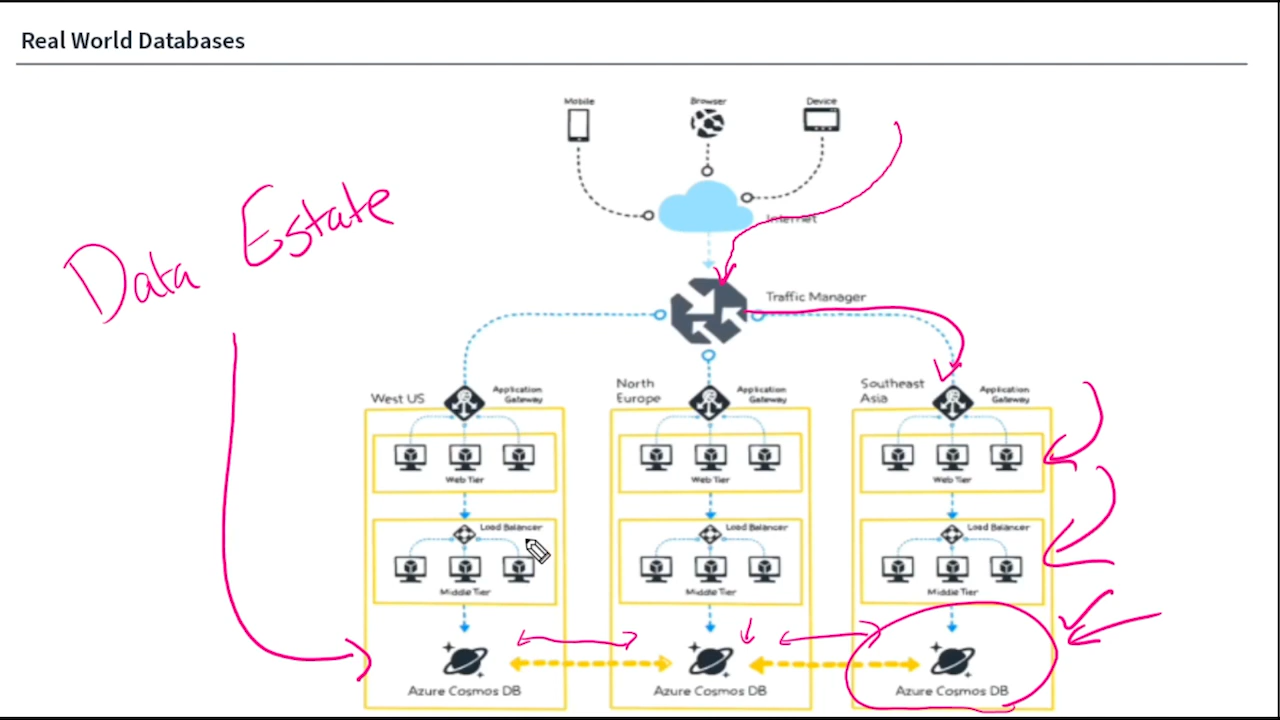 Real World Databases
Mobile
Browser
Device
Internet
Data Estate
Traffic Manager
West US
Application
Gateway
North
Europe
Application
Gateway
Southeast
Asia
Application
Gateway
Web Tier
Web Tier
Web Tier
Load Balancer
Load Balancer
Load Balancer
Middle Tier
Middle Tier
Middle Tier
Azure Cosmos DB
Azure Cosmos DB
Azure Cosmos DB